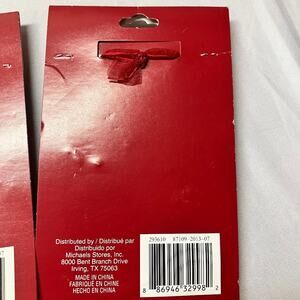 Distributed by / Distribué par
Distribuido por
Michaels Stores, Inc.
8000 Bent Branch Drive
Irving, TX 75063
MADE IN CHINA
FABRIQUÉ EN CHINE
HECHO EN CHINA
293610 87109 2013-07
8 86946 32998 2